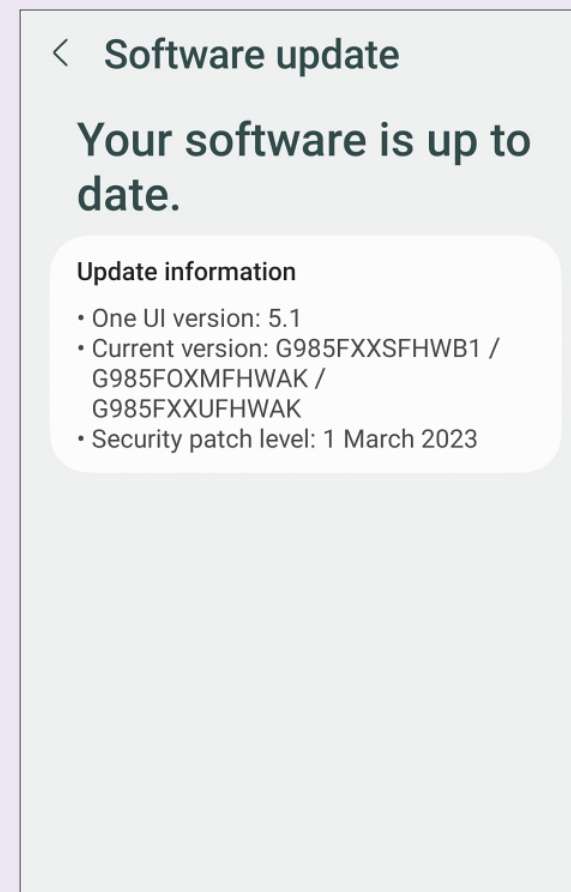 Software update
Your software is up to
date.
Update information
• One UI version: 5.1
• Current version: G985FXXSFHWB1 /
G985FOXMFHWAK /
G985FXXUFHWAK
• Security patch level: 1 March 2023